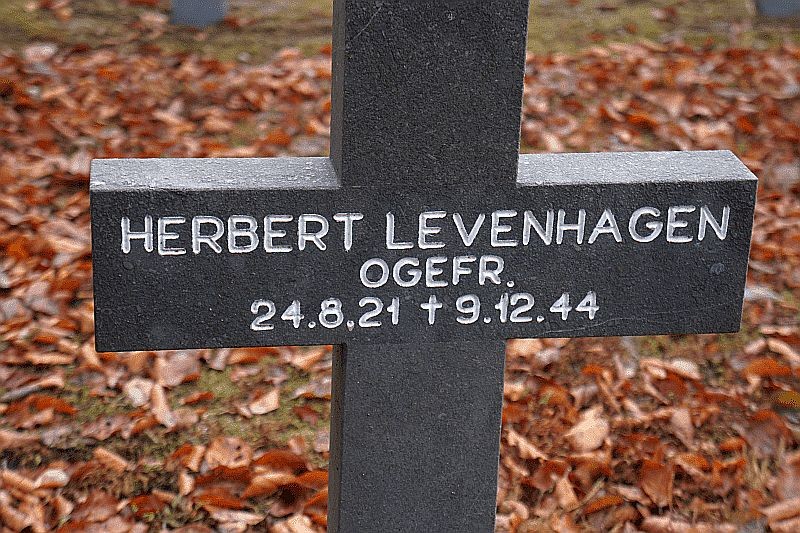 HERBERT LEVENHAGEN
OGEFR.
24.8.21 † 9.12.44